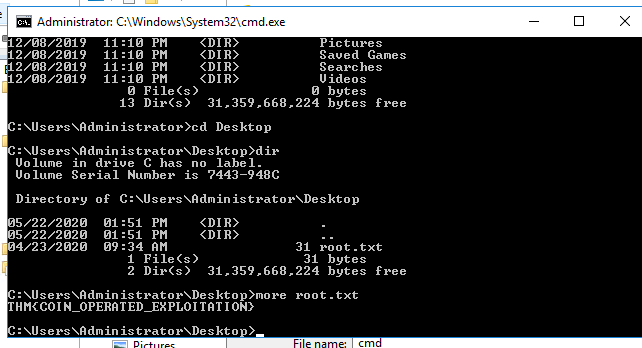 Administrator: C:\Windows\System32\cmd.exe
12/08/2019  11:10 PM    <DIR>          Pictures
12/08/2019  11:10 PM    <DIR>          Saved Games
12/08/2019  11:10 PM    <DIR>          Searches
12/08/2019  11:10 PM    <DIR>          Videos
               0 File(s)              0 bytes
              13 Dir(s)  31,359,668,224 bytes free
C:\Users\Administrator>cd Desktop
C:\Users\Administrator\Desktop>dir
 Volume in drive C has no label.
 Volume Serial Number is 7443-948C
 Directory of C:\Users\Administrator\Desktop
05/22/2020  01:51 PM    <DIR>          .
05/22/2020  01:51 PM    <DIR>          ..
04/23/2020  09:34 AM                31 root.txt
               1 File(s)             31 bytes
               2 Dir(s)  31,359,668,224 bytes free
C:\Users\Administrator\Desktop>more root.txt
THM{COIN_OPERATED_EXPLOITATION}
C:\Users\Administrator\Desktop>_
Pictures
File name: cmd